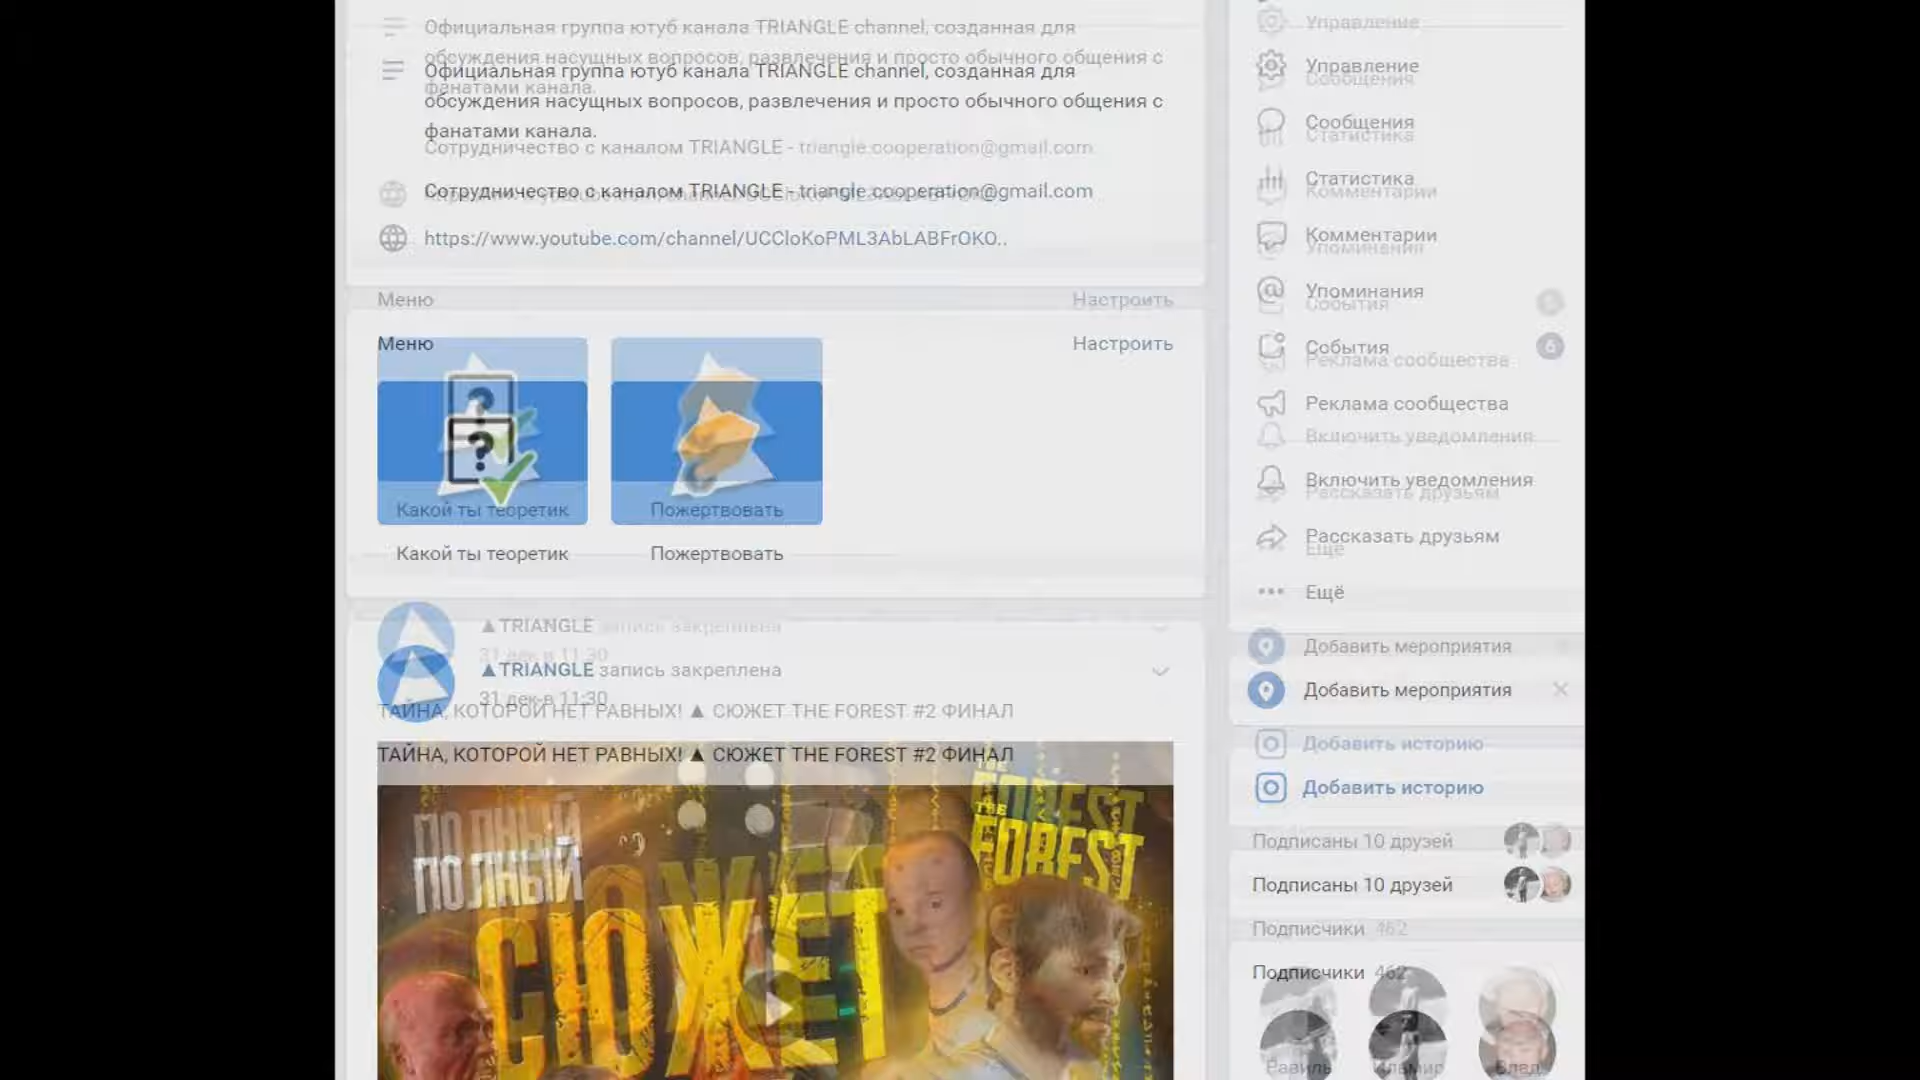 Официальная группа ютуб канала TRIANGLE channel, созданная для
обсуждения насущных вопросов, развлечения и просто обычного общения с
фанатами канала.
Сотрудничество с каналом TRIANGLE - triangle.cooperation@gmail.com
https://www.youtube.com/channel/UCCloKoPML3AbLABFrOKO..
Меню
Настроить
Какой ты теоретик
Пожертвовать
▲TRIANGLE запись закреплена
31 дек в 11:30
ТАЙНА, КОТОРОЙ НЕТ РАВНЫХ! ▲ СЮЖЕТ THE FOREST #2 ФИНАЛ
ПОЛНЫЙ
СЮЖЕТ
THE
FOREST
Управление
Сообщения
Статистика
Комментарии
Упоминания
События
6
Реклама сообщества
Включить уведомления
Рассказать друзьям
Ещё
Добавить мероприятия
Добавить историю
Подписаны 10 друзей
Подписчики 462
Равиль
Ильмир
Влад